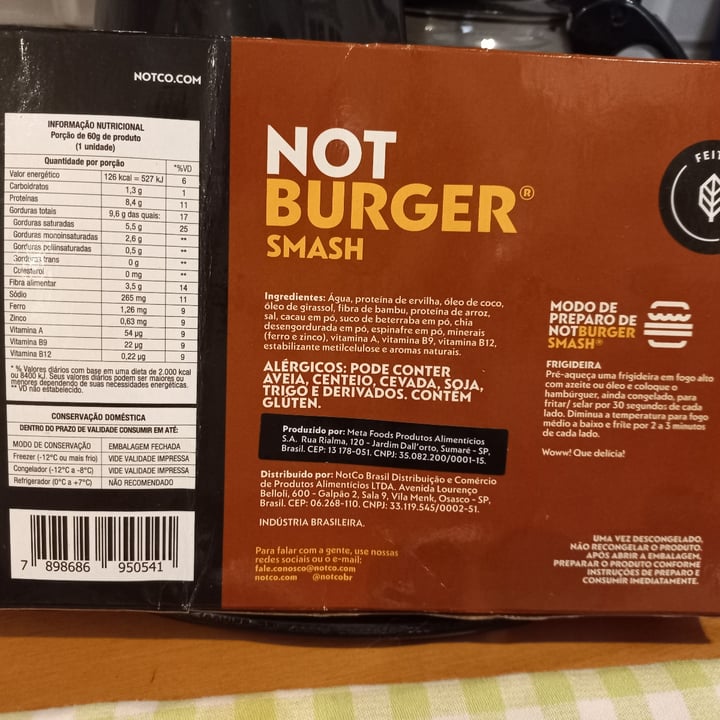 NOTCO.COM
INFORMAÇÃO NUTRICIONAL
Porção de 60g de produto
(1 unidade)
Quantidade por porção *%VD
Valor energético 126 kcal = 527 kJ 6
Carboidratos 1,3 g 1
Proteínas 8,4 g 11
Gorduras totais 9,6 g das quais: 17
Gorduras saturadas 5,5 g 25
Gorduras monoinsaturadas 2,6 g **
Gorduras poliinsaturadas 0,5 g **
Gorduras trans 0 g **
Colesterol 0 mg **
Fibra alimentar 3,5 g 14
Sódio 265 mg 11
Ferro 1,26 mg 9
Zinco 0,63 mg 9
Vitamina A 54 µg 9
Vitamina B9 22 µg 9
Vitamina B12 0,22 µg 9
* % Valores diários com base em uma dieta de 2.000 kcal
ou 8400 kJ. Seus valores diários podem ser maiores ou
menores dependendo de suas necessidades energéticas.
** VD não estabelecido.
CONSERVAÇÃO DOMÉSTICA
DENTRO DO PRAZO DE VALIDADE CONSUMIR EM ATÉ:
MODO DE CONSERVAÇÃO EMBALAGEM FECHADA
Freezer (-12°C ou mais frio) VIDE VALIDADE IMPRESSA
Congelador (-12°C a -8°C) VIDE VALIDADE IMPRESSA
Refrigerador (0°C a +7°C) NÃO RECOMENDADO
7 898686 950541
NOT
BURGER®
SMASH
Ingredientes: Água, proteína de ervilha, óleo de coco,
óleo de girassol, fibra de bambu, proteína de arroz,
sal, cacau em pó, suco de beterraba em pó, chia
desengordurada em pó, espinafre em pó, minerais
(ferro e zinco), vitamina A, vitamina B9, vitamina B12,
estabilizante metilcelulose e aromas naturais.
ALÉRGICOS: PODE CONTER
AVEIA, CENTEIO, CEVADA, SOJA,
TRIGO E DERIVADOS. CONTÉM
GLUTEN.
Produzido por: Meta Foods Produtos Alimentícios
S.A. Rua Rialma, 120 - Jardim Dall'orto, Sumaré - SP,
Brasil. CEP: 13 178-051. CNPJ: 35.082.200/0001-15.
Distribuído por: NotCo Brasil Distribuição e Comércio
de Produtos Alimentícios LTDA. Avenida Lourenço
Belloli, 600 - Galpão 2, Sala 9, Vila Menk, Osasco - SP,
Brasil. CEP: 06.268-110. CNPJ: 33.119.545/0002-51.
INDÚSTRIA BRASILEIRA.
Para falar com a gente, use nossas
redes sociais ou o e-mail:
fale.conosco@notco.com
notco.com @notcobr
FEIT
MODO DE
PREPARO DE
NOTBURGER
SMASH®
FRIGIDEIRA
Pré-aqueça uma frigideira em fogo alto
com azeite ou óleo e coloque o
hambúrguer, ainda congelado, para
fritar/ selar por 30 segundos de cada
lado. Diminua a temperatura para fogo
médio a baixo e frite por 2 a 3 minutos
de cada lado.
Woww! Que delícia!
UMA VEZ DESCONGELADO,
NÃO RECONGELAR O PRODUTO.
APÓS ABRIR A EMBALAGEM,
PREPARAR O PRODUTO CONFORME
INSTRUÇÕES DE PREPARO E
CONSUMIR IMEDIATAMENTE.